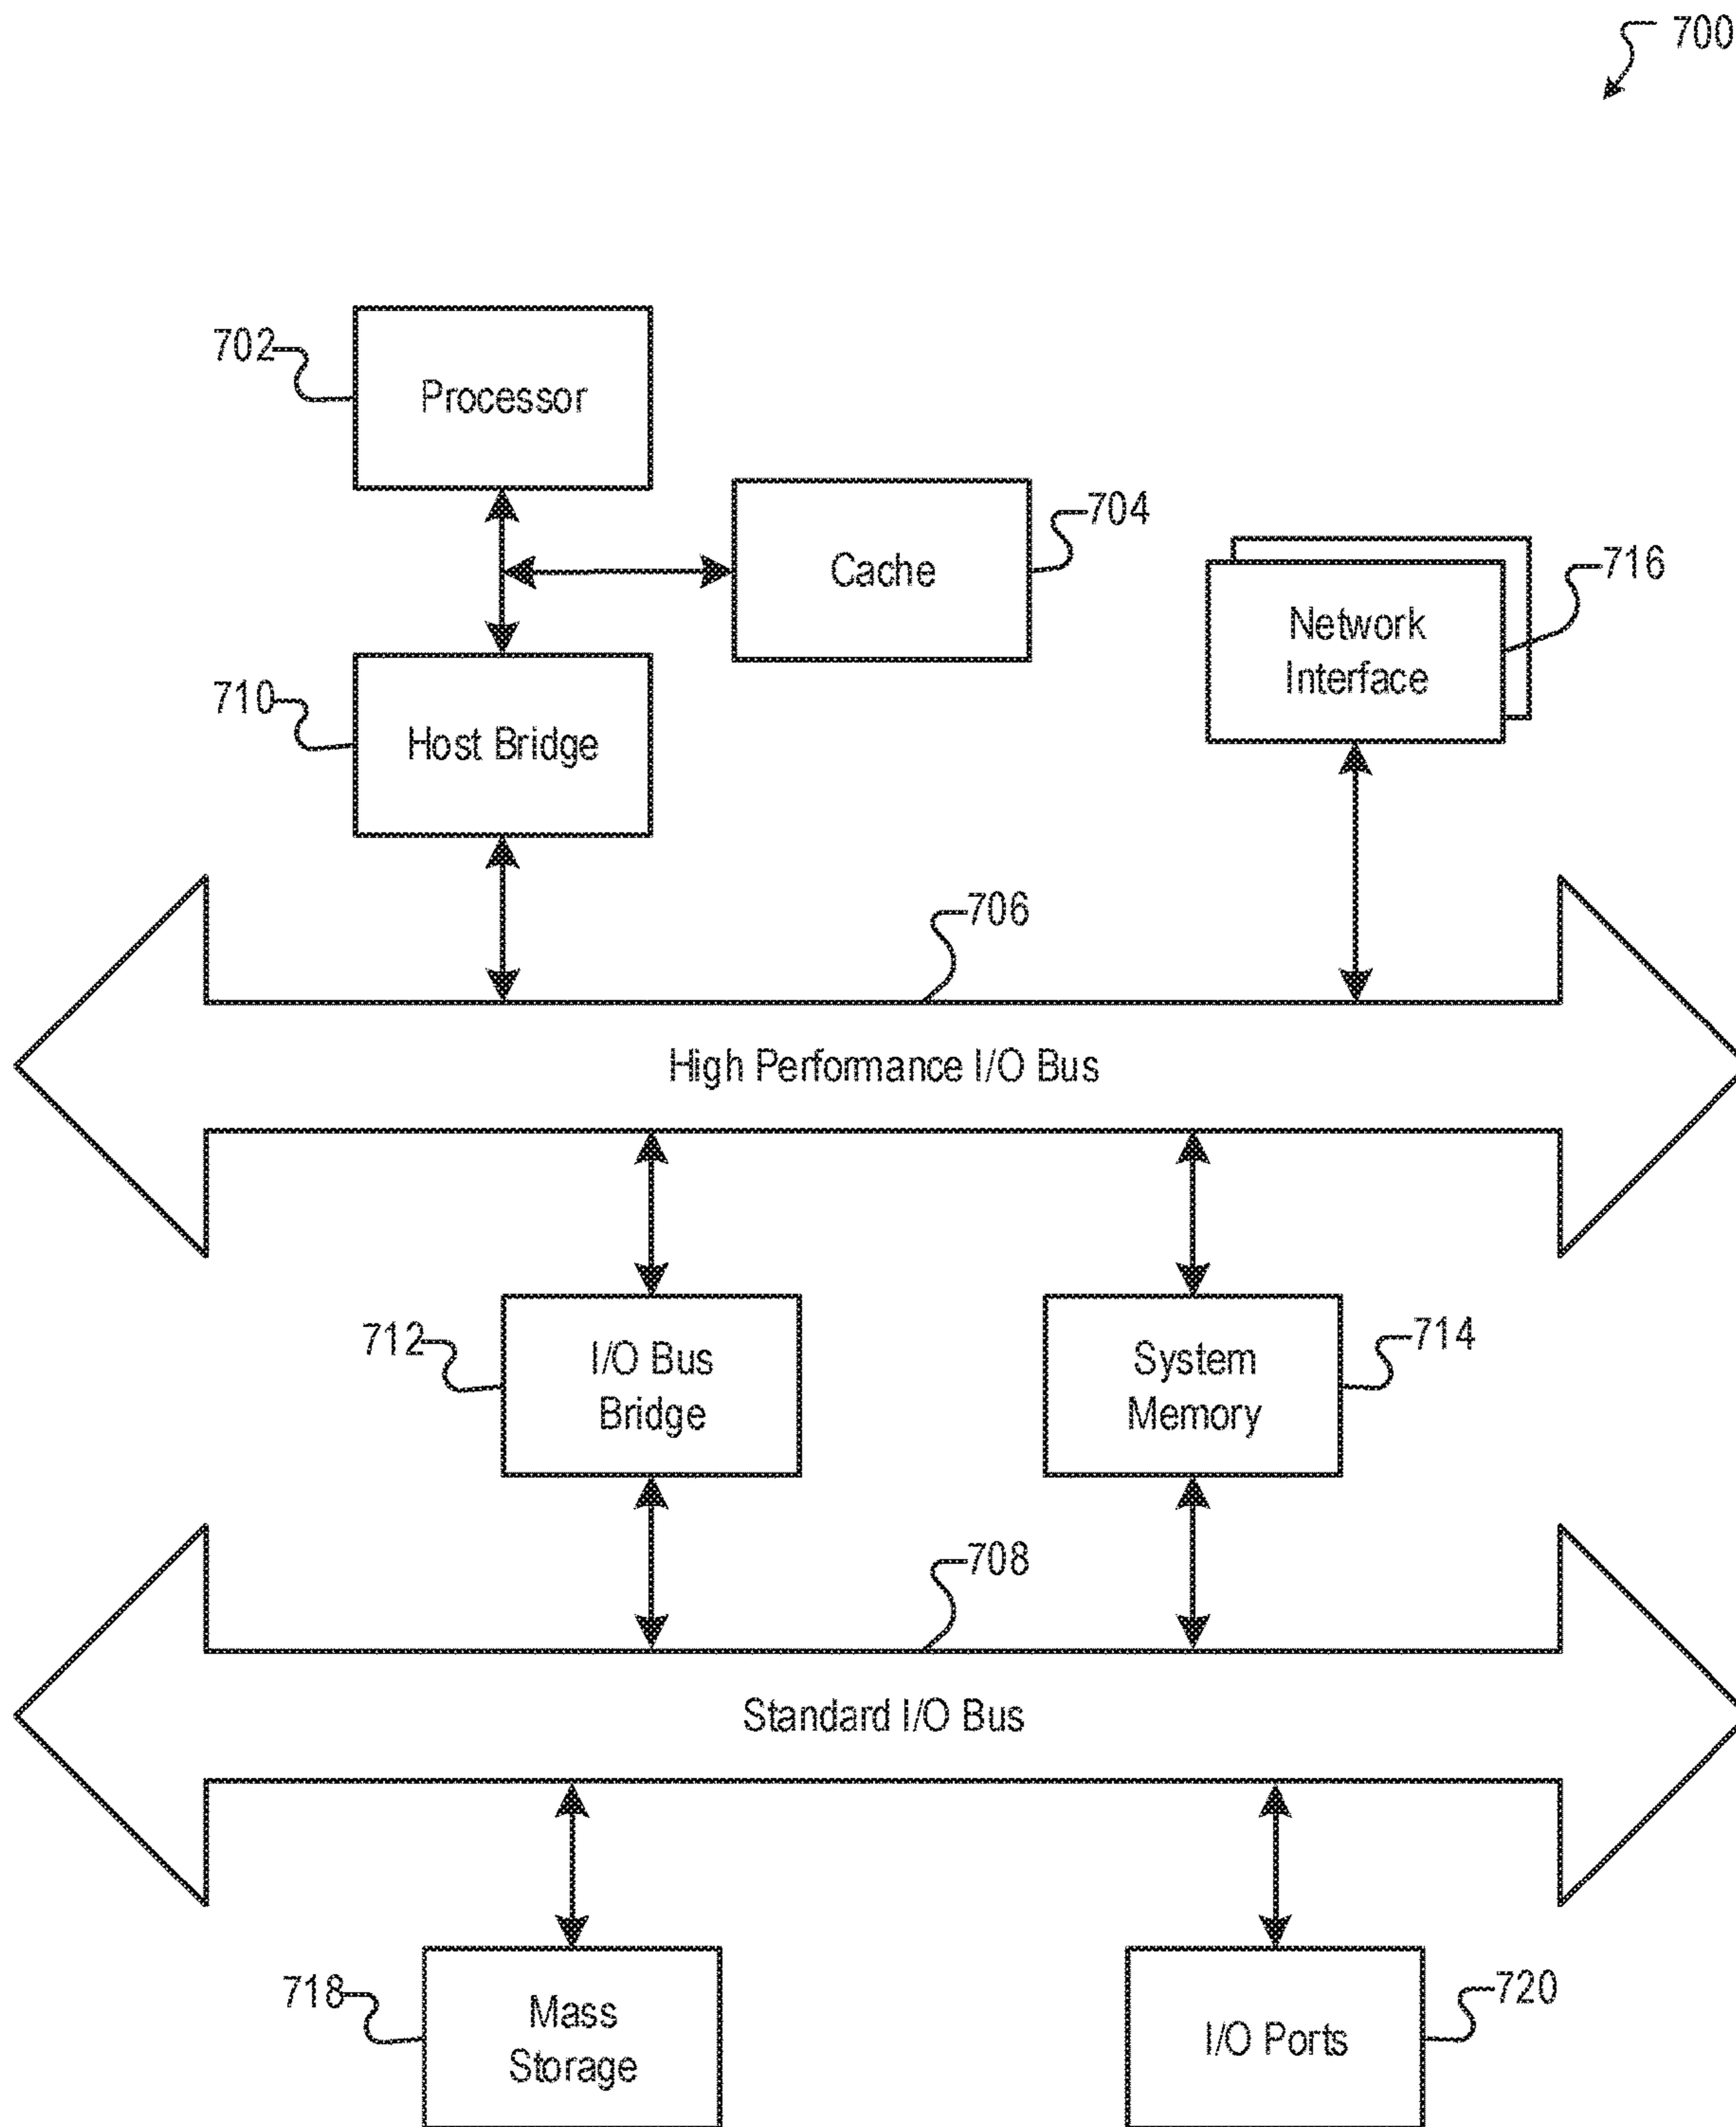 700
702
Processor
Cache
704
Network
Interface
716
710
Host Bridge
706
High Performance I/O Bus
712
I/O Bus
Bridge
System
Memory
714
708
Standard I/O Bus
718
Mass
Storage
I/O Ports
720